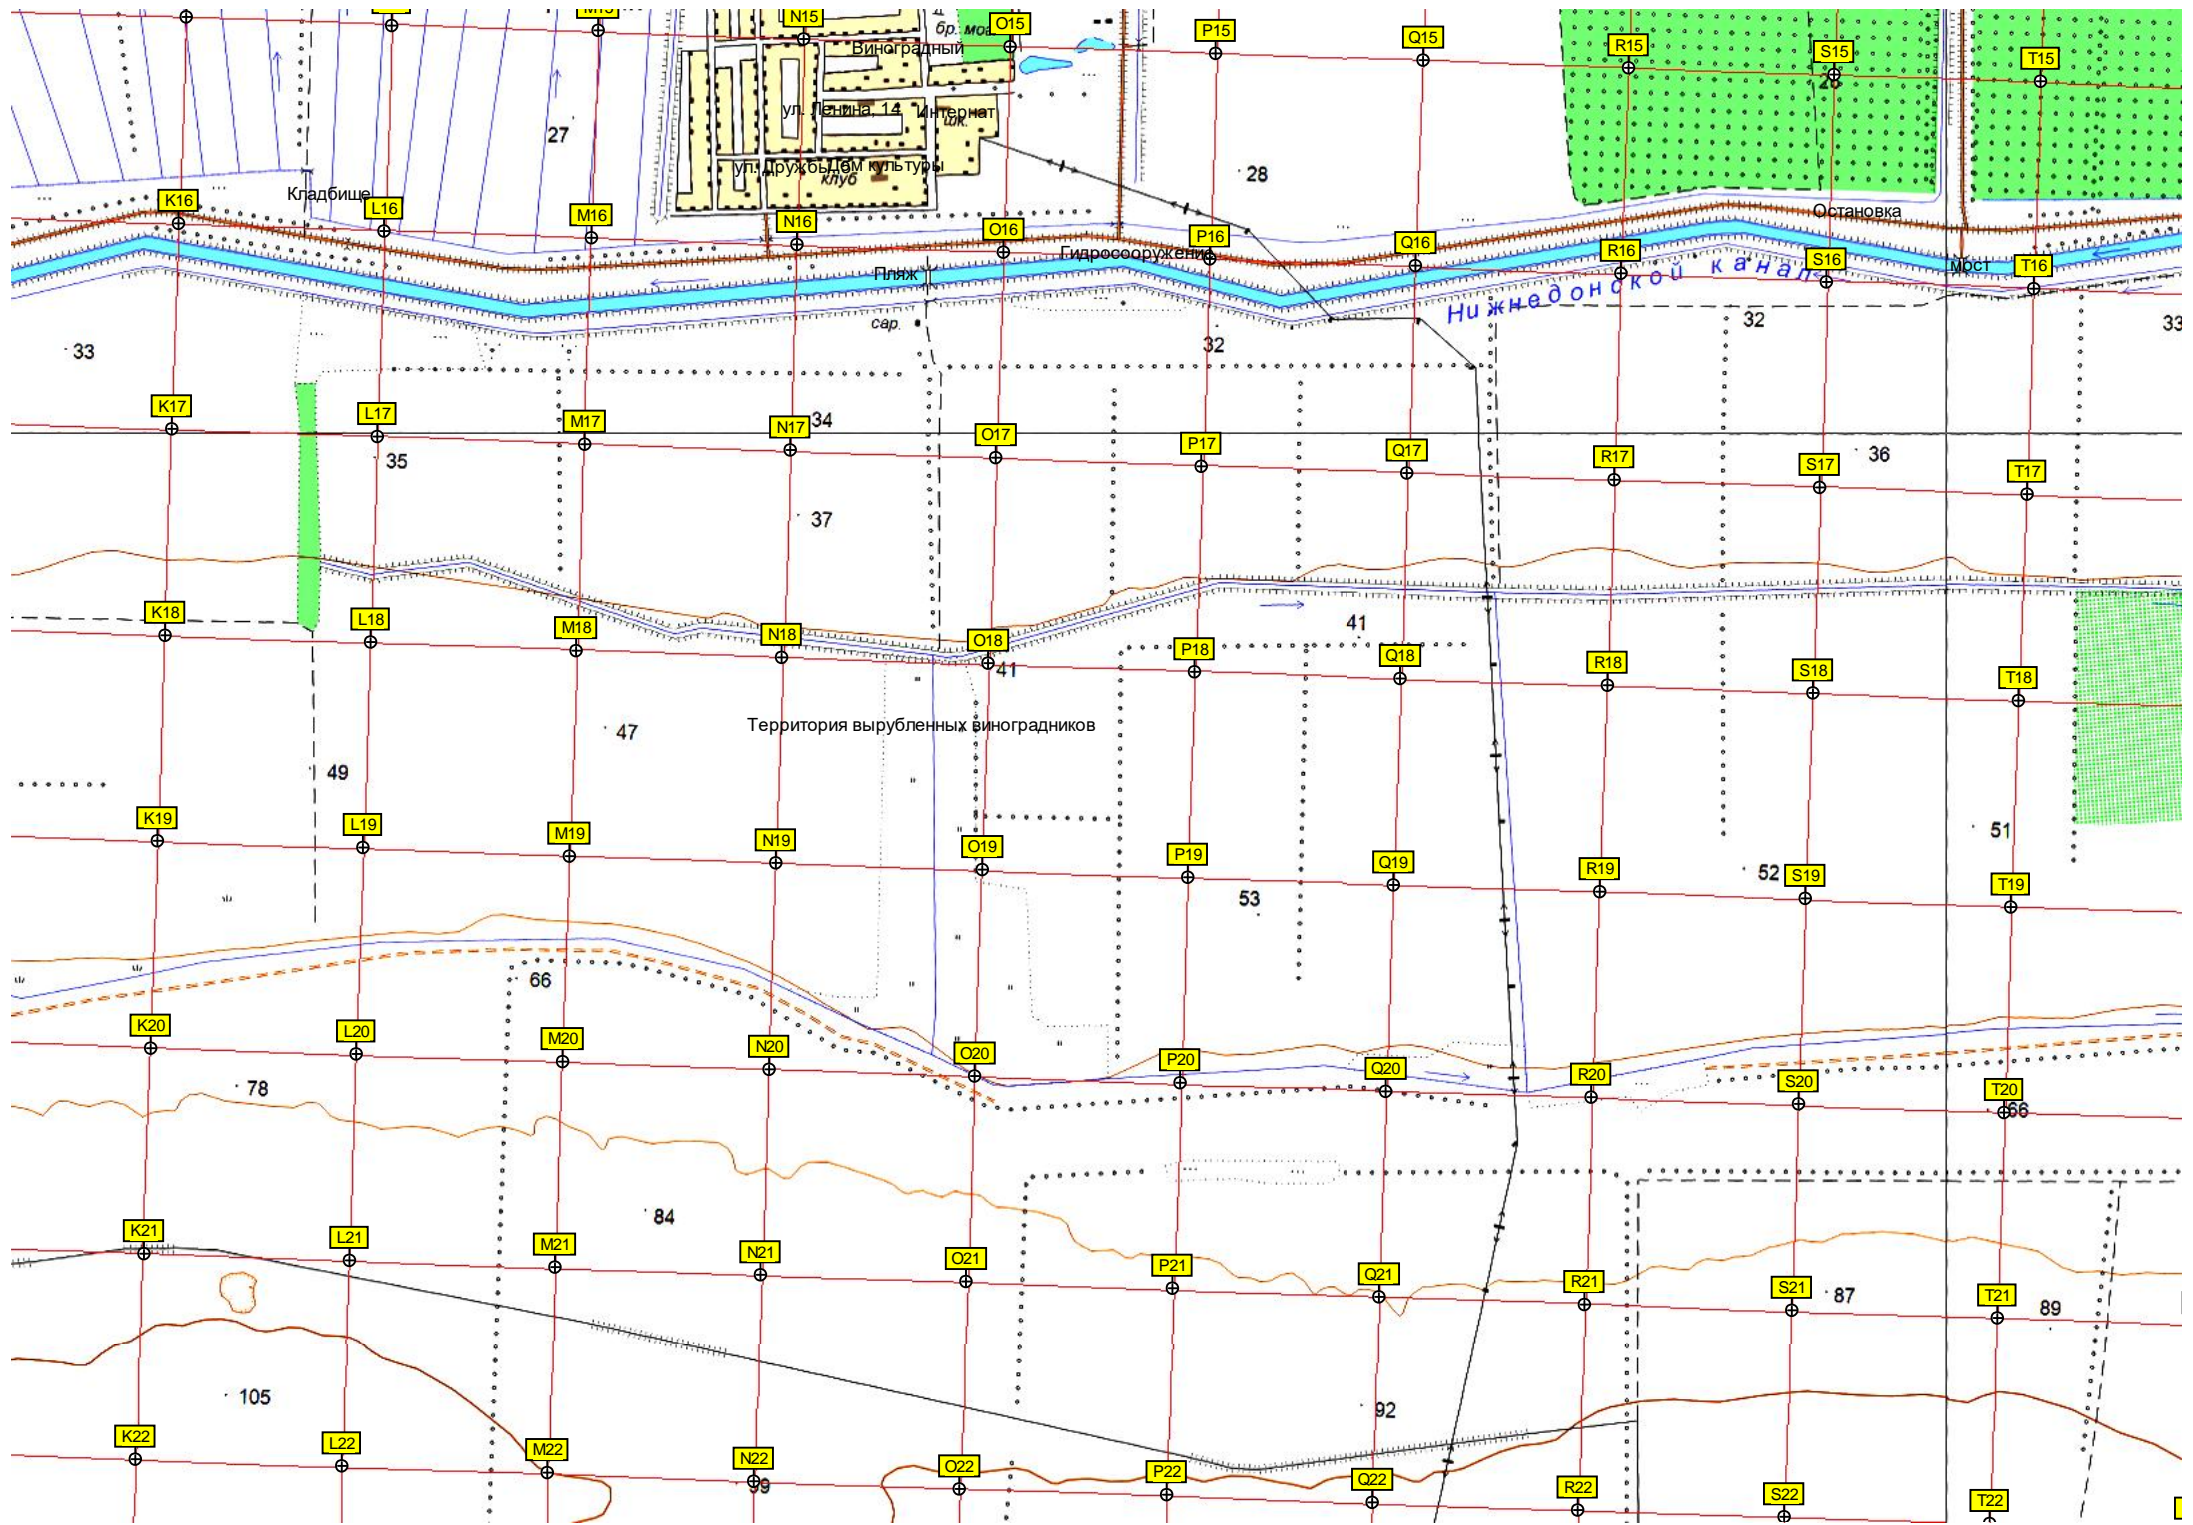 N15
O15
P15
Q15
R15
S15
T15
бр. мог.
Виноградный
28
ул. Ленина, 14
Интернат
шк.
27
ул. Дружбы
Дом культуры
клуб
28
Кладбище
K16
L16
M16
N16
O16
P16
Q16
R16
S16
T16
Остановка
Гидросооружение
Пляж
мост
Нижнедонской канал
сар.
33
32
32
33
K17
L17
M17
N17
O17
P17
Q17
R17
S17
T17
34
35
36
37
K18
L18
M18
N18
O18
P18
Q18
R18
S18
T18
41
41
Территория вырубленных виноградников
47
49
K19
L19
M19
N19
O19
P19
Q19
R19
S19
T19
51
52
53
66
K20
L20
M20
N20
O20
P20
Q20
R20
S20
T20
66
78
84
K21
L21
M21
N21
O21
P21
Q21
R21
S21
T21
87
89
105
92
K22
L22
M22
N22
O22
P22
Q22
R22
S22
T22